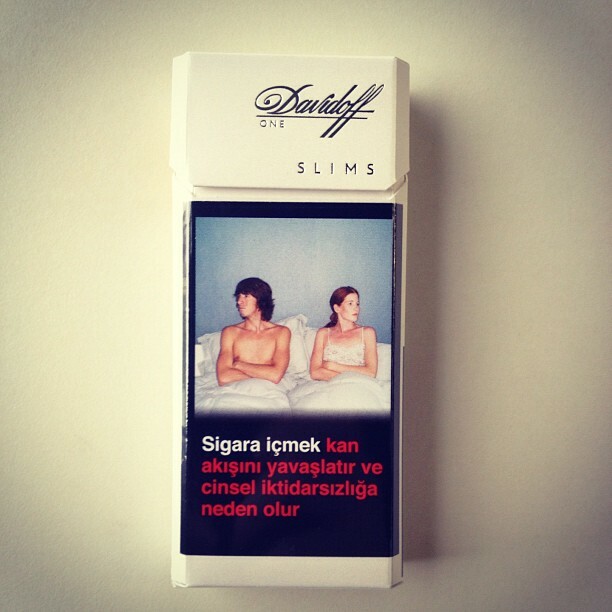 Davidoff
ONE
SLIMS
Sigara içmek kan
akışını yavaşlatır ve
cinsel iktidarsızlığa
neden olur